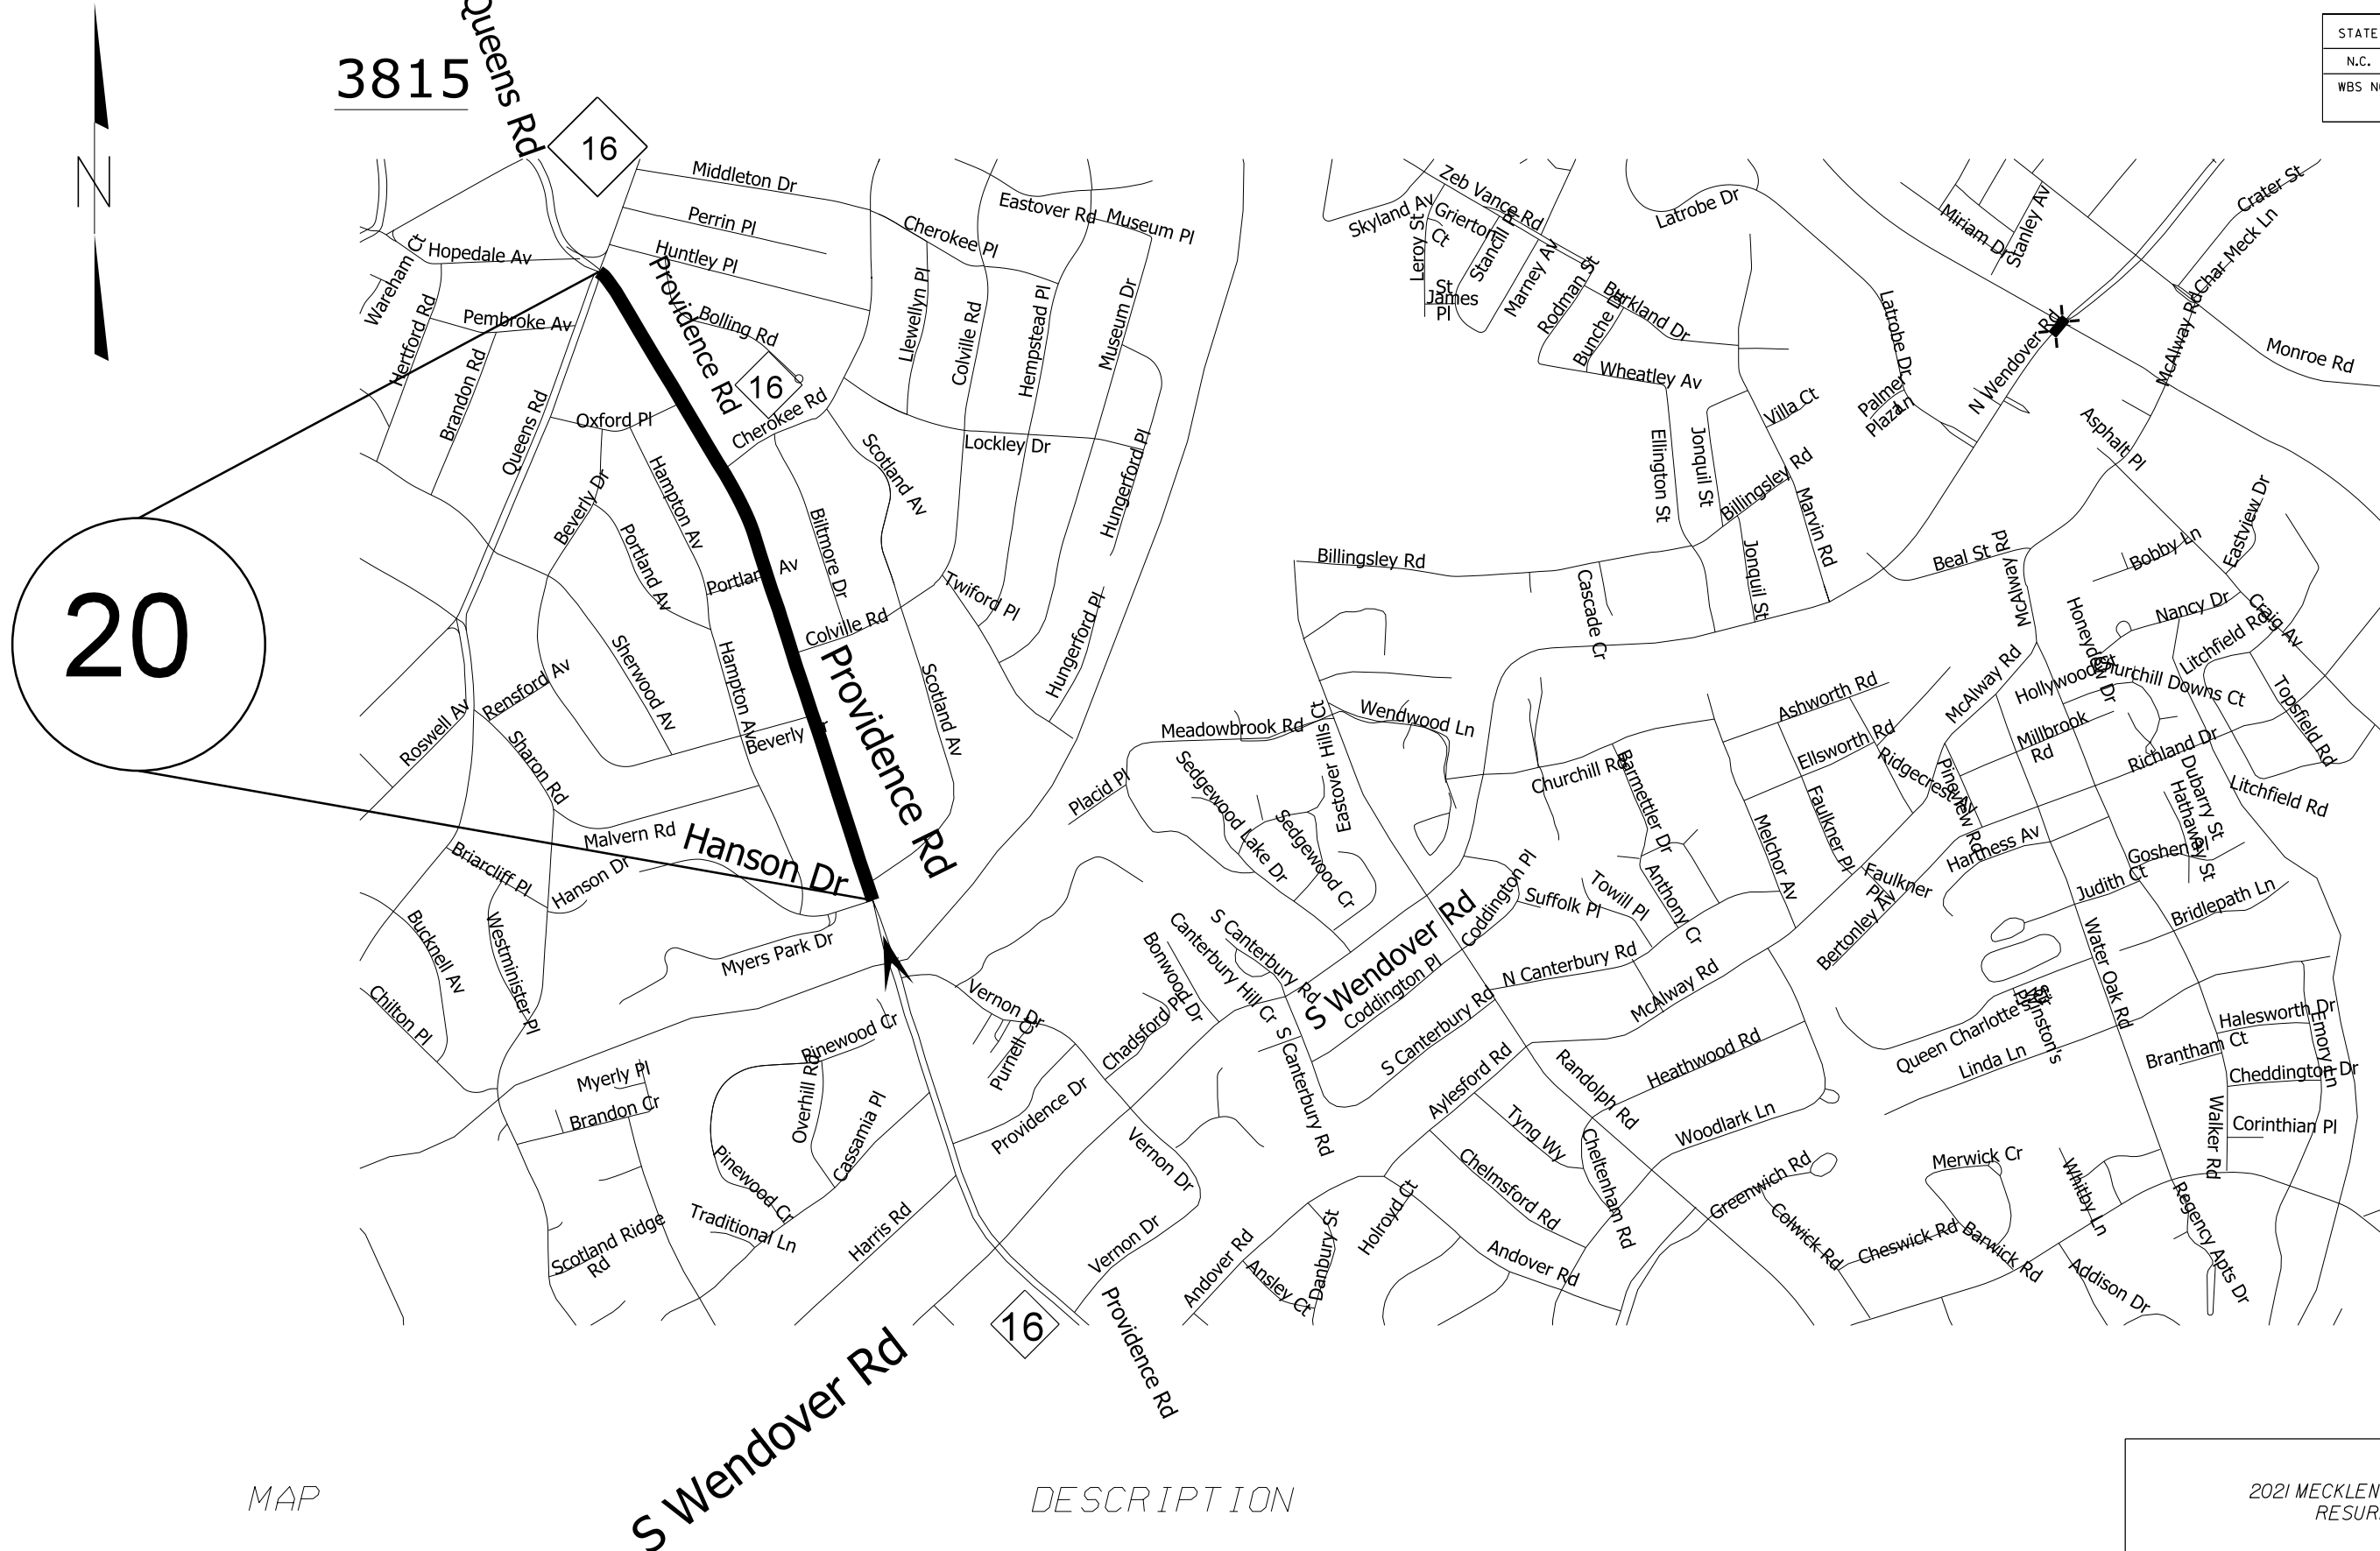 Queens Rd
3815
16
N
STATE
N.C.
WBS N
Middleton Dr
Perrin Pl
Huntley Pl
Cherokee Pl
Eastover Rd
Museum Pl
Wareham Ct
Hopedale Av
Hertford Rd
Pembroke Av
Brandon Rd
Queens Rd
Providence Rd
Bolling Rd
16
Cherokee Rd
Llewellyn Pl
Colville Rd
Hempstead Pl
Museum Dr
Oxford Pl
Lockley Dr
Scotland Av
Hungerford Pl
Hampton Av
Beverly Dr
Portland Av
Portland Av
Biltmore Dr
Colville Rd
Twiford Pl
Hungerford Pl
20
Sherwood Av
Hampton Av
Rensford Av
Roswell Av
Sharon Rd
Beverly
Providence Rd
Scotland Av
Malvern Rd
Hanson Dr
Briarcliff Pl
Hanson Dr
Bucknell Av
Westminister Pl
Myers Park Dr
Chilton Pl
Myerly Pl
Brandon Cr
Pinewood Cr
Overhill Rd
Cassamia Pl
Pinewood Cr
Traditional Ln
Scotland Ridge
Rd
Harris Rd
Vernon Dr
Purnell Ct
Providence Dr
Chadsford Pl
Bonwood Dr
Vernon Dr
Vernon Dr
16
Providence Rd
S Wendover Rd
Skyland Av
Zeb Vance Rd
Leroy St
Grierton
Ct
Stancill Pl
Marney Av
St
James
Pl
Rodman St
Bunche Dr
Burkland Dr
Wheatley Av
Latrobe Dr
Latrobe Dr
Villa Ct
Palmer
Plaza
Ln
Ellington St
Jonquil St
Billingsley Rd
Marvin Rd
Jonquil St
Billingsley Rd
Cascade Cr
Miriam Dr
Stanley Av
Crater St
Char Meck Ln
N Wendover Rd
McAlway Rd
Monroe Rd
Asphalt Pl
Beal St
McAlway Rd
Bobby Ln
Eastview Dr
Nancy Dr
Craig Av
Litchfield Rd
Hollywood St
Churchill Downs Ct
Topsfield Rd
McAlway Rd
Millbrook
Rd
Richland Dr
Litchfield Rd
Dubarry St
Hathaway St
Pineview Rd
Ridgecrest Av
Ashworth Rd
Ellsworth Rd
Faulkner Pl
Faulkner
Pl
Hartness Av
Goshen Pl
Judith Ct
Bridlepath Ln
Bertonley Av
Water Oak Rd
Meadowbrook Rd
Eastover Hills Ct
Wendwood Ln
Placid Pl
Sedgewood Lake Dr
Sedgewood Cr
Churchill Rd
Barmettler Dr
Melchor Av
Anthony Cr
Towill Pl
Suffolk Pl
Coddington Pl
S Wendover Rd
Coddington Pl
S Canterbury Rd
Canterbury Hill Cr
S Canterbury Rd
S Canterbury Rd
N Canterbury Rd
McAlway Rd
Randolph Rd
Heathwood Rd
Woodlark Ln
Aylesford Rd
Tyng Wy
Cheltenham Rd
Chelmsford Rd
Andover Rd
Holroyd Ct
Danbury St
Ansley Ct
Andover Rd
Greenwich Rd
Colwick Rd
Cheswick Rd
Merwick Cr
Barwick Rd
Whitby Ln
Addison Dr
Regency Apts Dr
Walker Rd
Queen Charlotte's
Winston's
Linda Ln
Halesworth Dr
Brantham Ct
Emory Ln
Cheddington Dr
Corinthian Pl
MAP
DESCRIPTION
2021 MECKLEN
RESUR